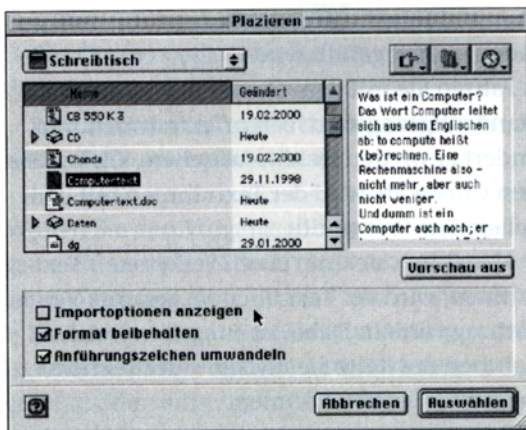 Plazieren
Schreibtisch
Name Geändert
CB 550 K 3 19.02.2000
CD Heute
Chenda 19.02.2000
Computertext 29.11.1998
Computertext.doc Heute
Daten Heute
dg 29.01.2000
Was ist ein Computer?
Das Wort Computer leitet
sich aus dem Englischen
ab: to compute heißt
(be)rechnen. Eine
Rechenmaschine also –
nicht mehr, aber auch
nicht weniger.
Und dumm ist ein
Computer auch noch; er
Vorschau aus
Importoptionen anzeigen
Format beibehalten
Anführungszeichen umwandeln
?
Abbrechen Auswählen